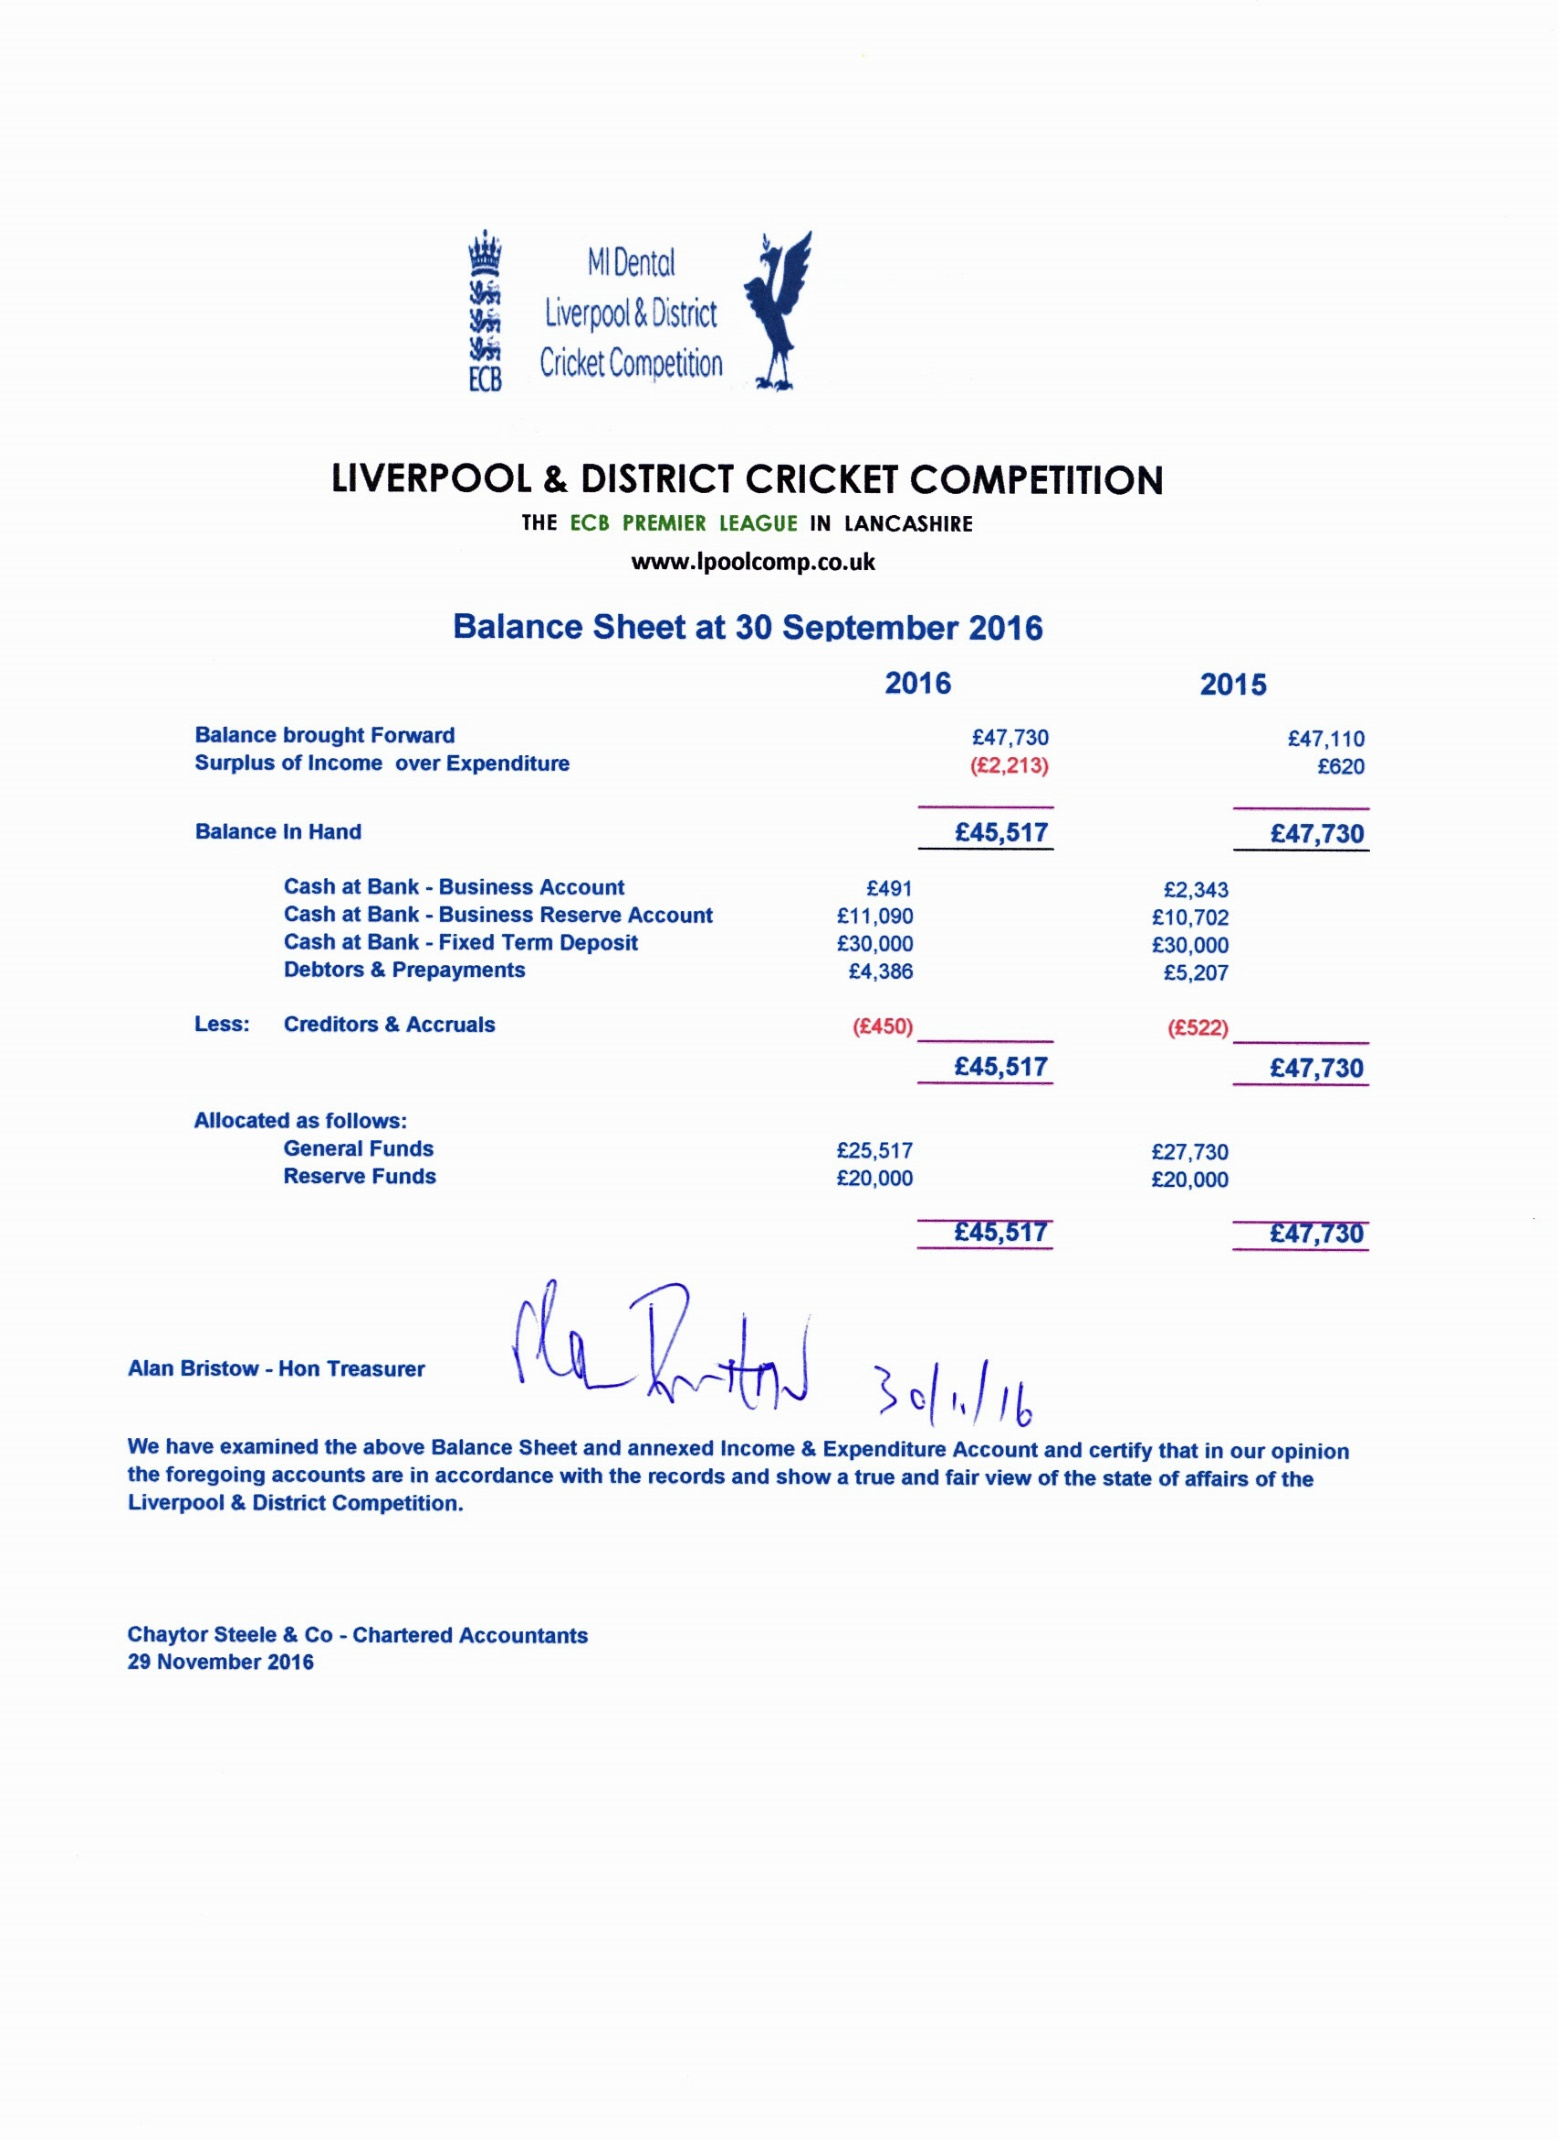 ECB
MI Dental
Liverpool & District
Cricket Competition
LIVERPOOL & DISTRICT CRICKET COMPETITION
THE ECB PREMIER LEAGUE IN LANCASHIRE
www.lpoolcomp.co.uk
Balance Sheet at 30 September 2016
2016 2015
Balance brought Forward £47,730 £47,110
Surplus of Income over Expenditure (£2,213) £620
Balance In Hand £45,517 £47,730
Cash at Bank - Business Account £491 £2,343
Cash at Bank - Business Reserve Account £11,090 £10,702
Cash at Bank - Fixed Term Deposit £30,000 £30,000
Debtors & Prepayments £4,386 £5,207
Less: Creditors & Accruals (£450) (£522)
£45,517 £47,730
Allocated as follows:
General Funds £25,517 £27,730
Reserve Funds £20,000 £20,000
£45,517 £47,730
Alan Bristow - Hon Treasurer Alan Bristow 30/11/16
We have examined the above Balance Sheet and annexed Income & Expenditure Account and certify that in our opinion
the foregoing accounts are in accordance with the records and show a true and fair view of the state of affairs of the
Liverpool & District Competition.
Chaytor Steele & Co - Chartered Accountants
29 November 2016